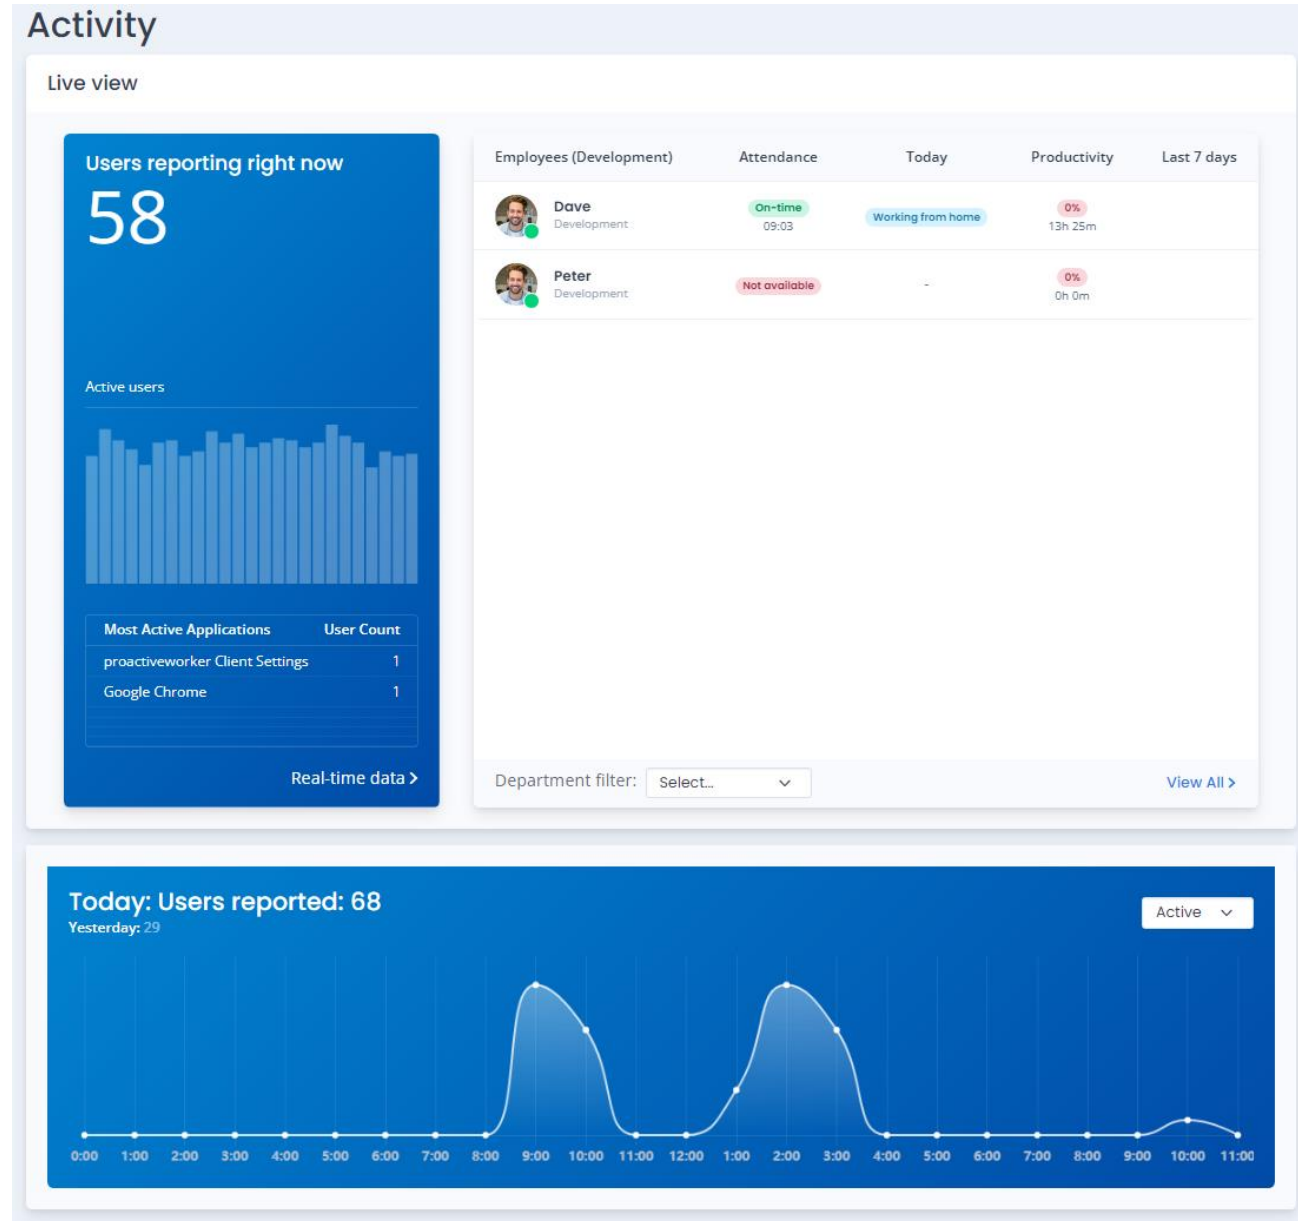 Activity
Live view
Users reporting right now
58
Active users
Most Active Applications User Count
proactiveworker Client Settings 1
Google Chrome 1
Real-time data
Employees (Development) Attendance Today Productivity Last 7 days
Dave On-time Working from home 0%
Development 09:03 13h 25m
Peter Not available - 0%
Development 0h 0m
Department filter: Select... View All
Today: Users reported: 68
Yesterday: 29
Active
0:00 1:00 2:00 3:00 4:00 5:00 6:00 7:00 8:00 9:00 10:00 11:00 12:00 1:00 2:00 3:00 4:00 5:00 6:00 7:00 8:00 9:00 10:00 11:00